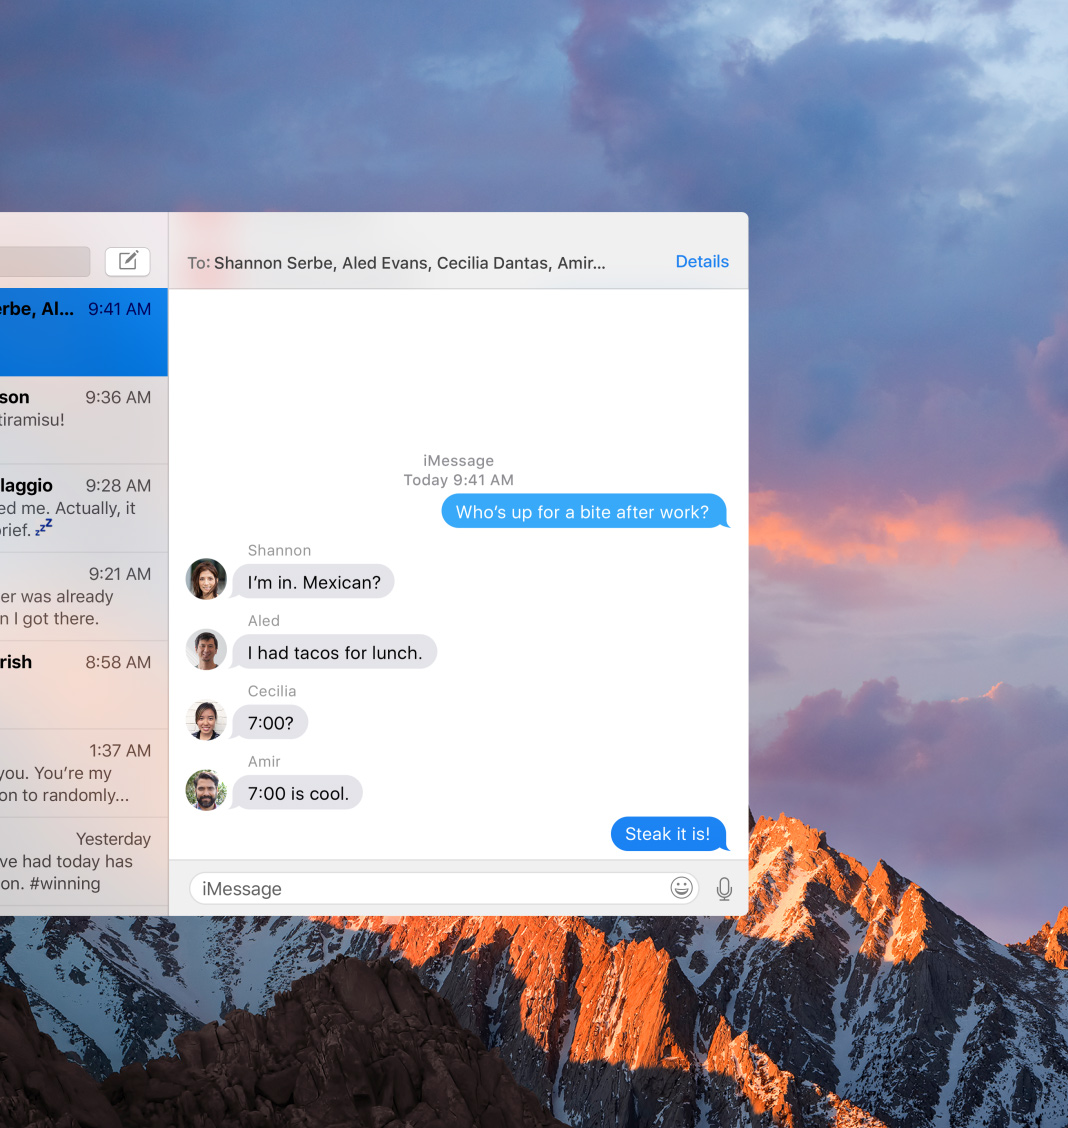 To: Shannon Serbe, Aled Evans, Cecilia Dantas, Amir...
Details
erbe, Al... 9:41 AM
son 9:36 AM
tiramisu!
laggio 9:28 AM
ed me. Actually, it
rief. 💤
9:21 AM
er was already
n I got there.
rish 8:58 AM
1:37 AM
you. You’re my
on to randomly...
Yesterday
ve had today has
on. #winning
iMessage
Today 9:41 AM
Who’s up for a bite after work?
Shannon
I’m in. Mexican?
Aled
I had tacos for lunch.
Cecilia
7:00?
Amir
7:00 is cool.
Steak it is!
iMessage